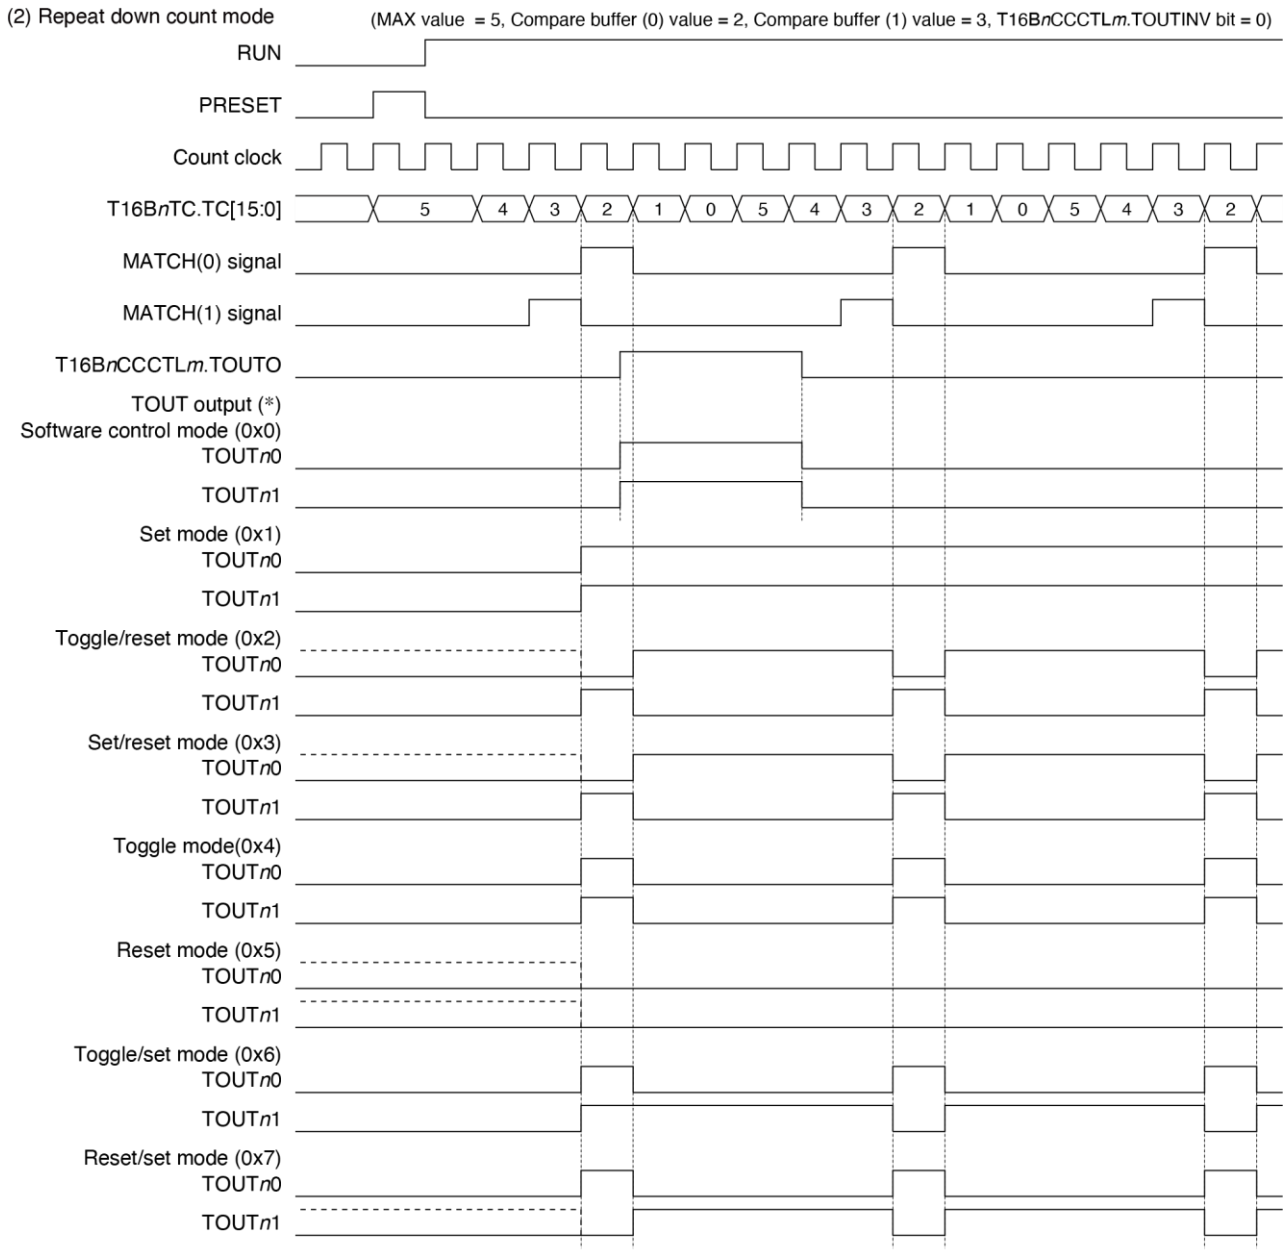 (2) Repeat down count mode (MAX value = 5, Compare buffer (0) value = 2, Compare buffer (1) value = 3, T16BnCCCTLm.TOUTINV bit = 0)
RUN
PRESET
Count clock
T16BnTC.TC[15:0] 5 4 3 2 1 0 5 4 3 2 1 0 5 4 3 2
MATCH(0) signal
MATCH(1) signal
T16BnCCCTLm.TOUTO
TOUT output (*)
Software control mode (0x0)
TOUTn0
TOUTn1
Set mode (0x1)
TOUTn0
TOUTn1
Toggle/reset mode (0x2)
TOUTn0
TOUTn1
Set/reset mode (0x3)
TOUTn0
TOUTn1
Toggle mode(0x4)
TOUTn0
TOUTn1
Reset mode (0x5)
TOUTn0
TOUTn1
Toggle/set mode (0x6)
TOUTn0
TOUTn1
Reset/set mode (0x7)
TOUTn0
TOUTn1